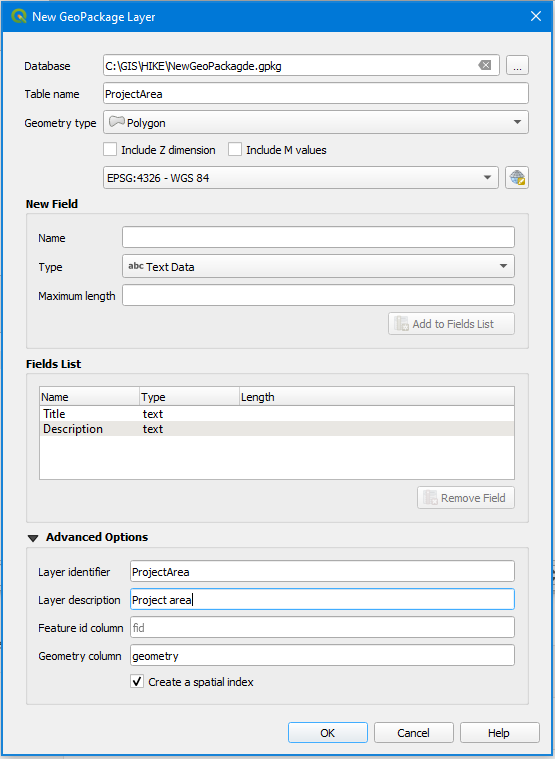 New GeoPackage Layer
Database C:\GIS\HIKE\NewGeoPackagde.gpkg ...
Table name ProjectArea
Geometry type Polygon
Include Z dimension Include M values
EPSG:4326 - WGS 84
New Field
Name
Type abc Text Data
Maximum length
Add to Fields List
Fields List
Name Type Length
Title text
Description text
Remove Field
Advanced Options
Layer identifier ProjectArea
Layer description Project area
Feature id column fid
Geometry column geometry
Create a spatial index
OK Cancel Help